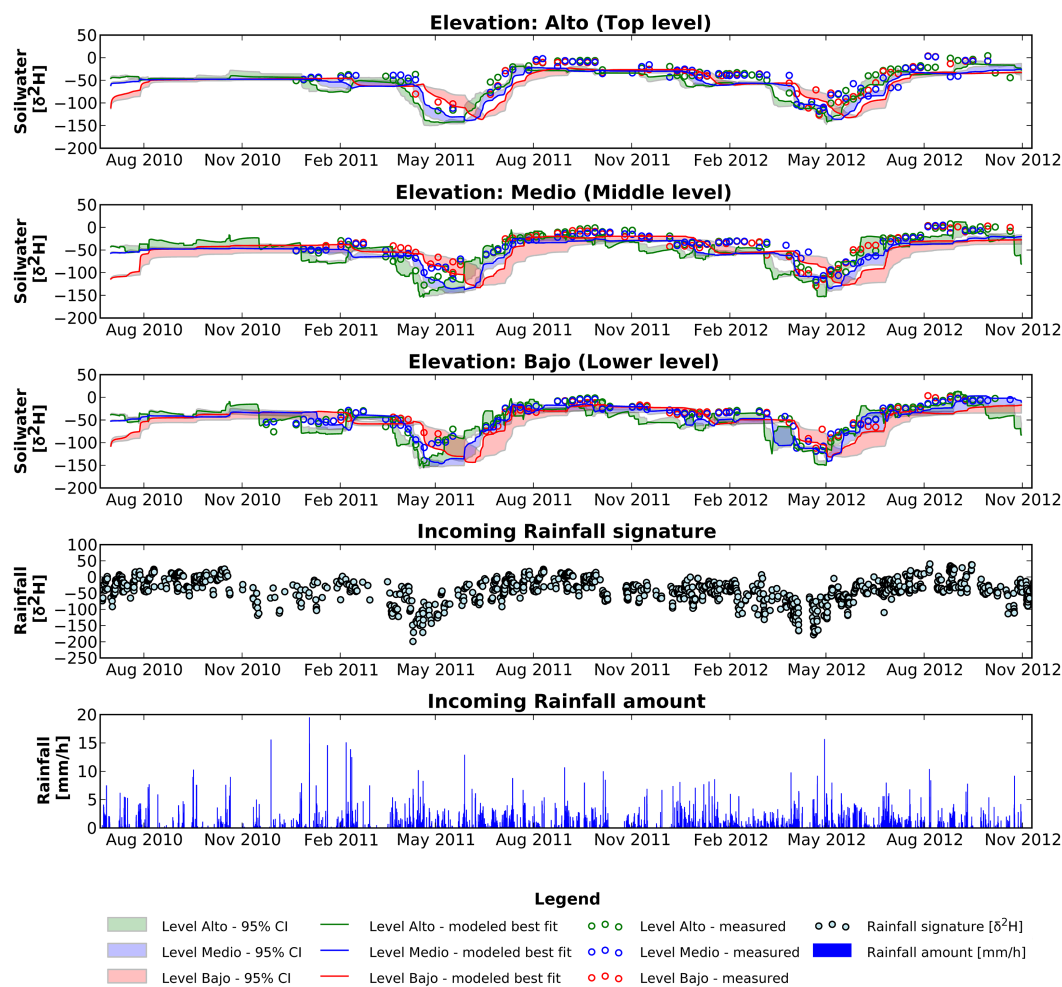 Elevation: Alto (Top level)
Soilwater
[δ²H]
50
0
−50
−100
−150
−200
Aug 2010 Nov 2010 Feb 2011 May 2011 Aug 2011 Nov 2011 Feb 2012 May 2012 Aug 2012 Nov 2012
Elevation: Medio (Middle level)
Soilwater
[δ²H]
50
0
−50
−100
−150
−200
Aug 2010 Nov 2010 Feb 2011 May 2011 Aug 2011 Nov 2011 Feb 2012 May 2012 Aug 2012 Nov 2012
Elevation: Bajo (Lower level)
Soilwater
[δ²H]
50
0
−50
−100
−150
−200
Aug 2010 Nov 2010 Feb 2011 May 2011 Aug 2011 Nov 2011 Feb 2012 May 2012 Aug 2012 Nov 2012
Incoming Rainfall signature
Rainfall
[δ²H]
100
50
0
−50
−100
−150
−200
−250
Aug 2010 Nov 2010 Feb 2011 May 2011 Aug 2011 Nov 2011 Feb 2012 May 2012 Aug 2012 Nov 2012
Incoming Rainfall amount
Rainfall
[mm/h]
20
15
10
5
0
Aug 2010 Nov 2010 Feb 2011 May 2011 Aug 2011 Nov 2011 Feb 2012 May 2012 Aug 2012 Nov 2012
Legend
Level Alto - 95% CI Level Alto - modeled best fit Level Alto - measured Rainfall signature [δ²H]
Level Medio - 95% CI Level Medio - modeled best fit Level Medio - measured Rainfall amount [mm/h]
Level Bajo - 95% CI Level Bajo - modeled best fit Level Bajo - measured